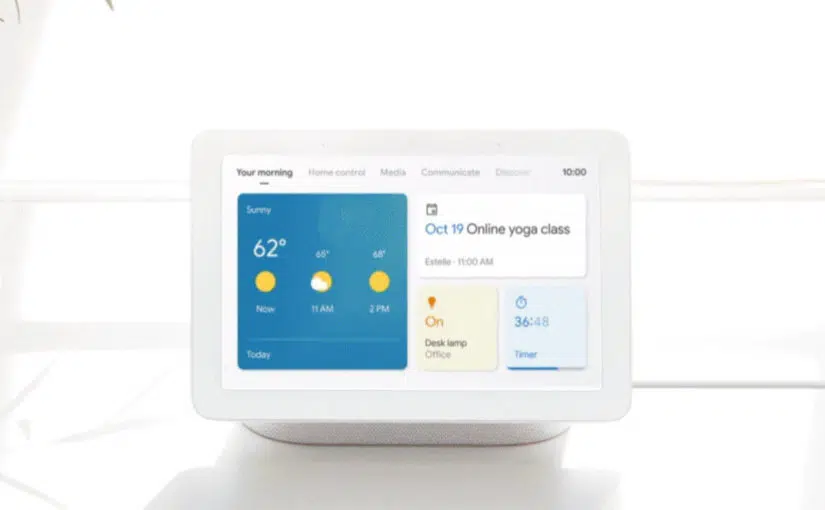 Your morning Home control Media Communicate Discover 10:00
Sunny
62°
65°
68°
Now
11 AM
2 PM
Today
Oct 19 Online yoga class
Estelle · 11:00 AM
On
Desk lamp
Office
36:48
Timer